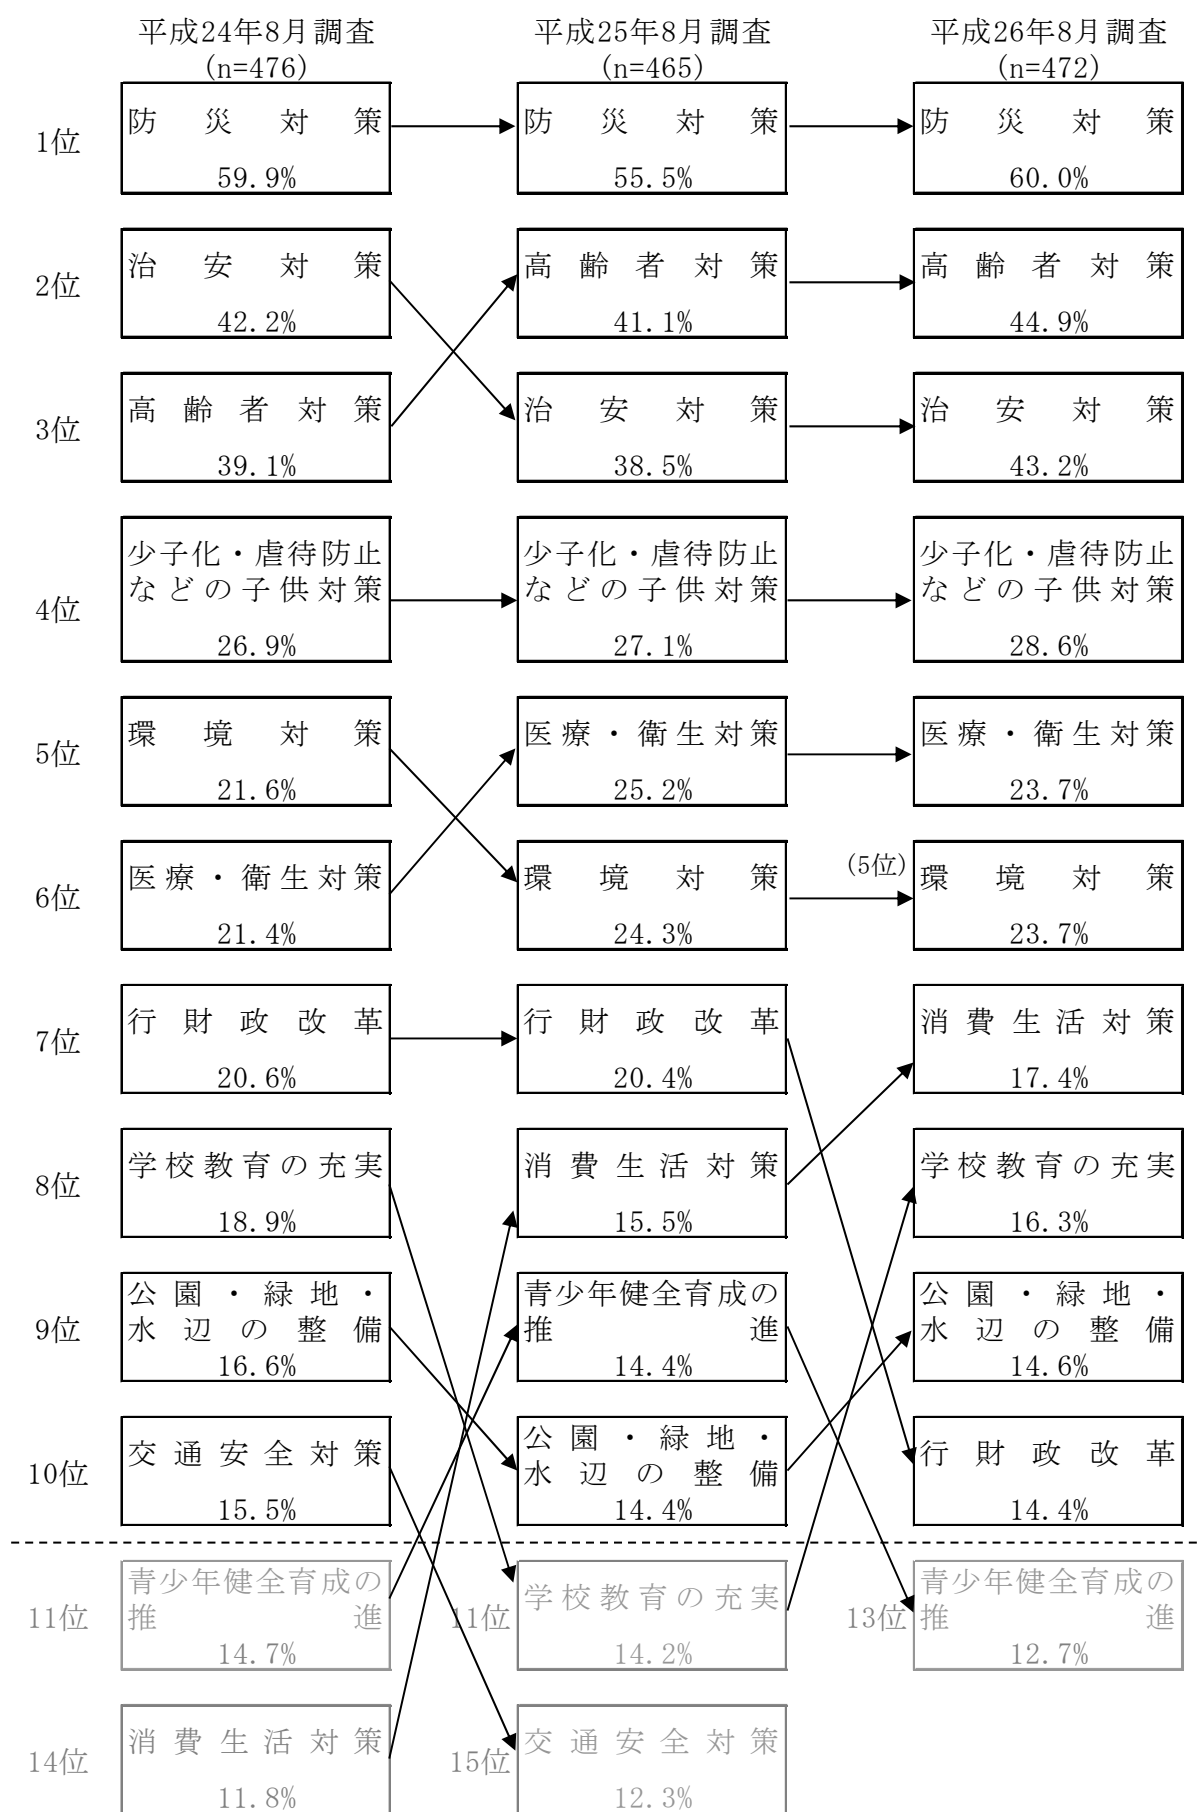 平成24年8月調査 平成25年8月調査 平成26年8月調査
(n=476) (n=465) (n=472)
1位 防災対策 防災対策 防災対策
59.9% 55.5% 60.0%
2位 治安対策 高齢者対策 高齢者対策
42.2% 41.1% 44.9%
3位 高齢者対策 治安対策 治安対策
39.1% 38.5% 43.2%
少子化・虐待防止 少子化・虐待防止 少子化・虐待防止
4位 などの子供対策 などの子供対策 などの子供対策
26.9% 27.1% 28.6%
5位 環境対策 医療・衛生対策 医療・衛生対策
21.6% 25.2% 23.7%
6位 医療・衛生対策 環境対策 (5位) 環境対策
21.4% 24.3% 23.7%
7位 行財政改革 行財政改革 消費生活対策
20.6% 20.4% 17.4%
8位 学校教育の充実 消費生活対策 学校教育の充実
18.9% 15.5% 16.3%
公園・緑地・ 青少年健全育成の 公園・緑地・
9位 水辺の整備 推進 水辺の整備
16.6% 14.4% 14.6%
10位 交通安全対策 公園・緑地・ 行財政改革
水辺の整備
15.5% 14.4% 14.4%
青少年健全育成の 青少年健全育成の
11位 推進 11位 学校教育の充実 13位 推進
14.7% 14.2% 12.7%
14位 消費生活対策 15位 交通安全対策
11.8% 12.3%